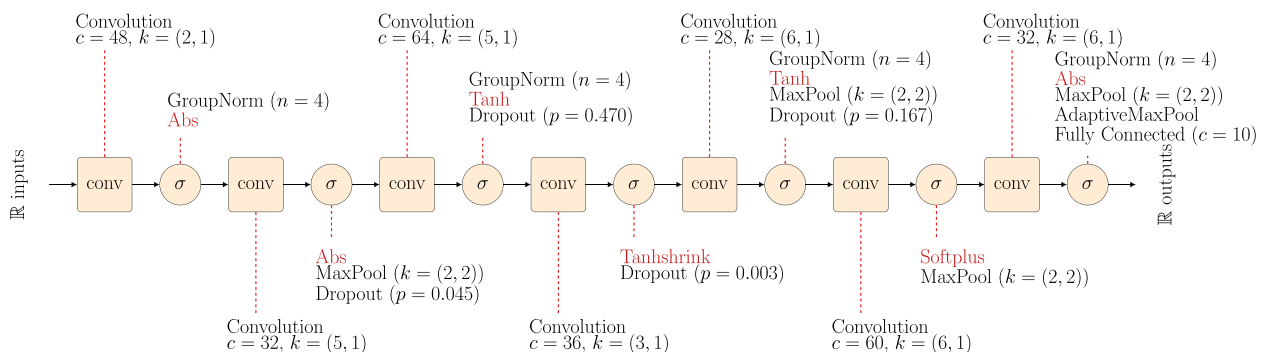 Convolution
c = 48, k = (2, 1)
Convolution
c = 64, k = (5, 1)
Convolution
c = 28, k = (6, 1)
Convolution
c = 32, k = (6, 1)
GroupNorm (n = 4)
Abs
GroupNorm (n = 4)
Tanh
Dropout (p = 0.470)
GroupNorm (n = 4)
Tanh
MaxPool (k = (2, 2))
Dropout (p = 0.167)
GroupNorm (n = 4)
Abs
MaxPool (k = (2, 2))
AdaptiveMaxPool
Fully Connected (c = 10)
ℝ inputs
conv
σ
conv
σ
conv
σ
conv
σ
conv
σ
conv
σ
conv
σ
ℝ outputs
Abs
MaxPool (k = (2, 2))
Dropout (p = 0.045)
Tanhshrink
Dropout (p = 0.003)
Softplus
MaxPool (k = (2, 2))
Convolution
c = 32, k = (5, 1)
Convolution
c = 36, k = (3, 1)
Convolution
c = 60, k = (6, 1)